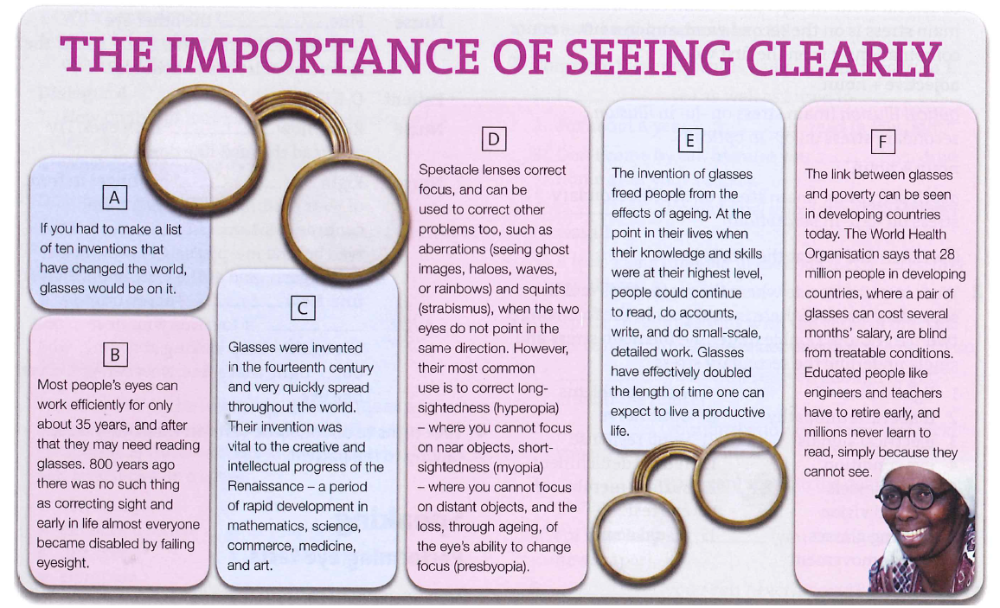 THE IMPORTANCE OF SEEING CLEARLY
A
If you had to make a list
of ten inventions that
have changed the world,
glasses would be on it.
B
Most people's eyes can
work efficiently for only
about 35 years, and after
that they may need reading
glasses. 800 years ago
there was no such thing
as correcting sight and
early in life almost everyone
became disabled by failing
eyesight.
C
Glasses were invented
in the fourteenth century
and very quickly spread
throughout the world.
Their invention was
vital to the creative and
intellectual progress of the
Renaissance – a period
of rapid development in
mathematics, science,
commerce, medicine,
and art.
D
Spectacle lenses correct
focus, and can be
used to correct other
problems too, such as
aberrations (seeing ghost
images, haloes, waves,
or rainbows) and squints
(strabismus), when the two
eyes do not point in the
same direction. However,
their most common
use is to correct long-
sightedness (hyperopia)
– where you cannot focus
on near objects, short-
sightedness (myopia)
– where you cannot focus
on distant objects, and the
loss, through ageing, of
the eye's ability to change
focus (presbyopia).
E
The invention of glasses
freed people from the
effects of ageing. At the
point in their lives when
their knowledge and skills
were at their highest level,
people could continue
to read, do accounts,
write, and do small-scale,
detailed work. Glasses
have effectively doubled
the length of time one can
expect to live a productive
life.
F
The link between glasses
and poverty can be seen
in developing countries
today. The World Health
Organisation says that 28
million people in developing
countries, where a pair of
glasses can cost several
months' salary, are blind
from treatable conditions.
Educated people like
engineers and teachers
have to retire early, and
millions never learn to
read, simply because they
cannot see.